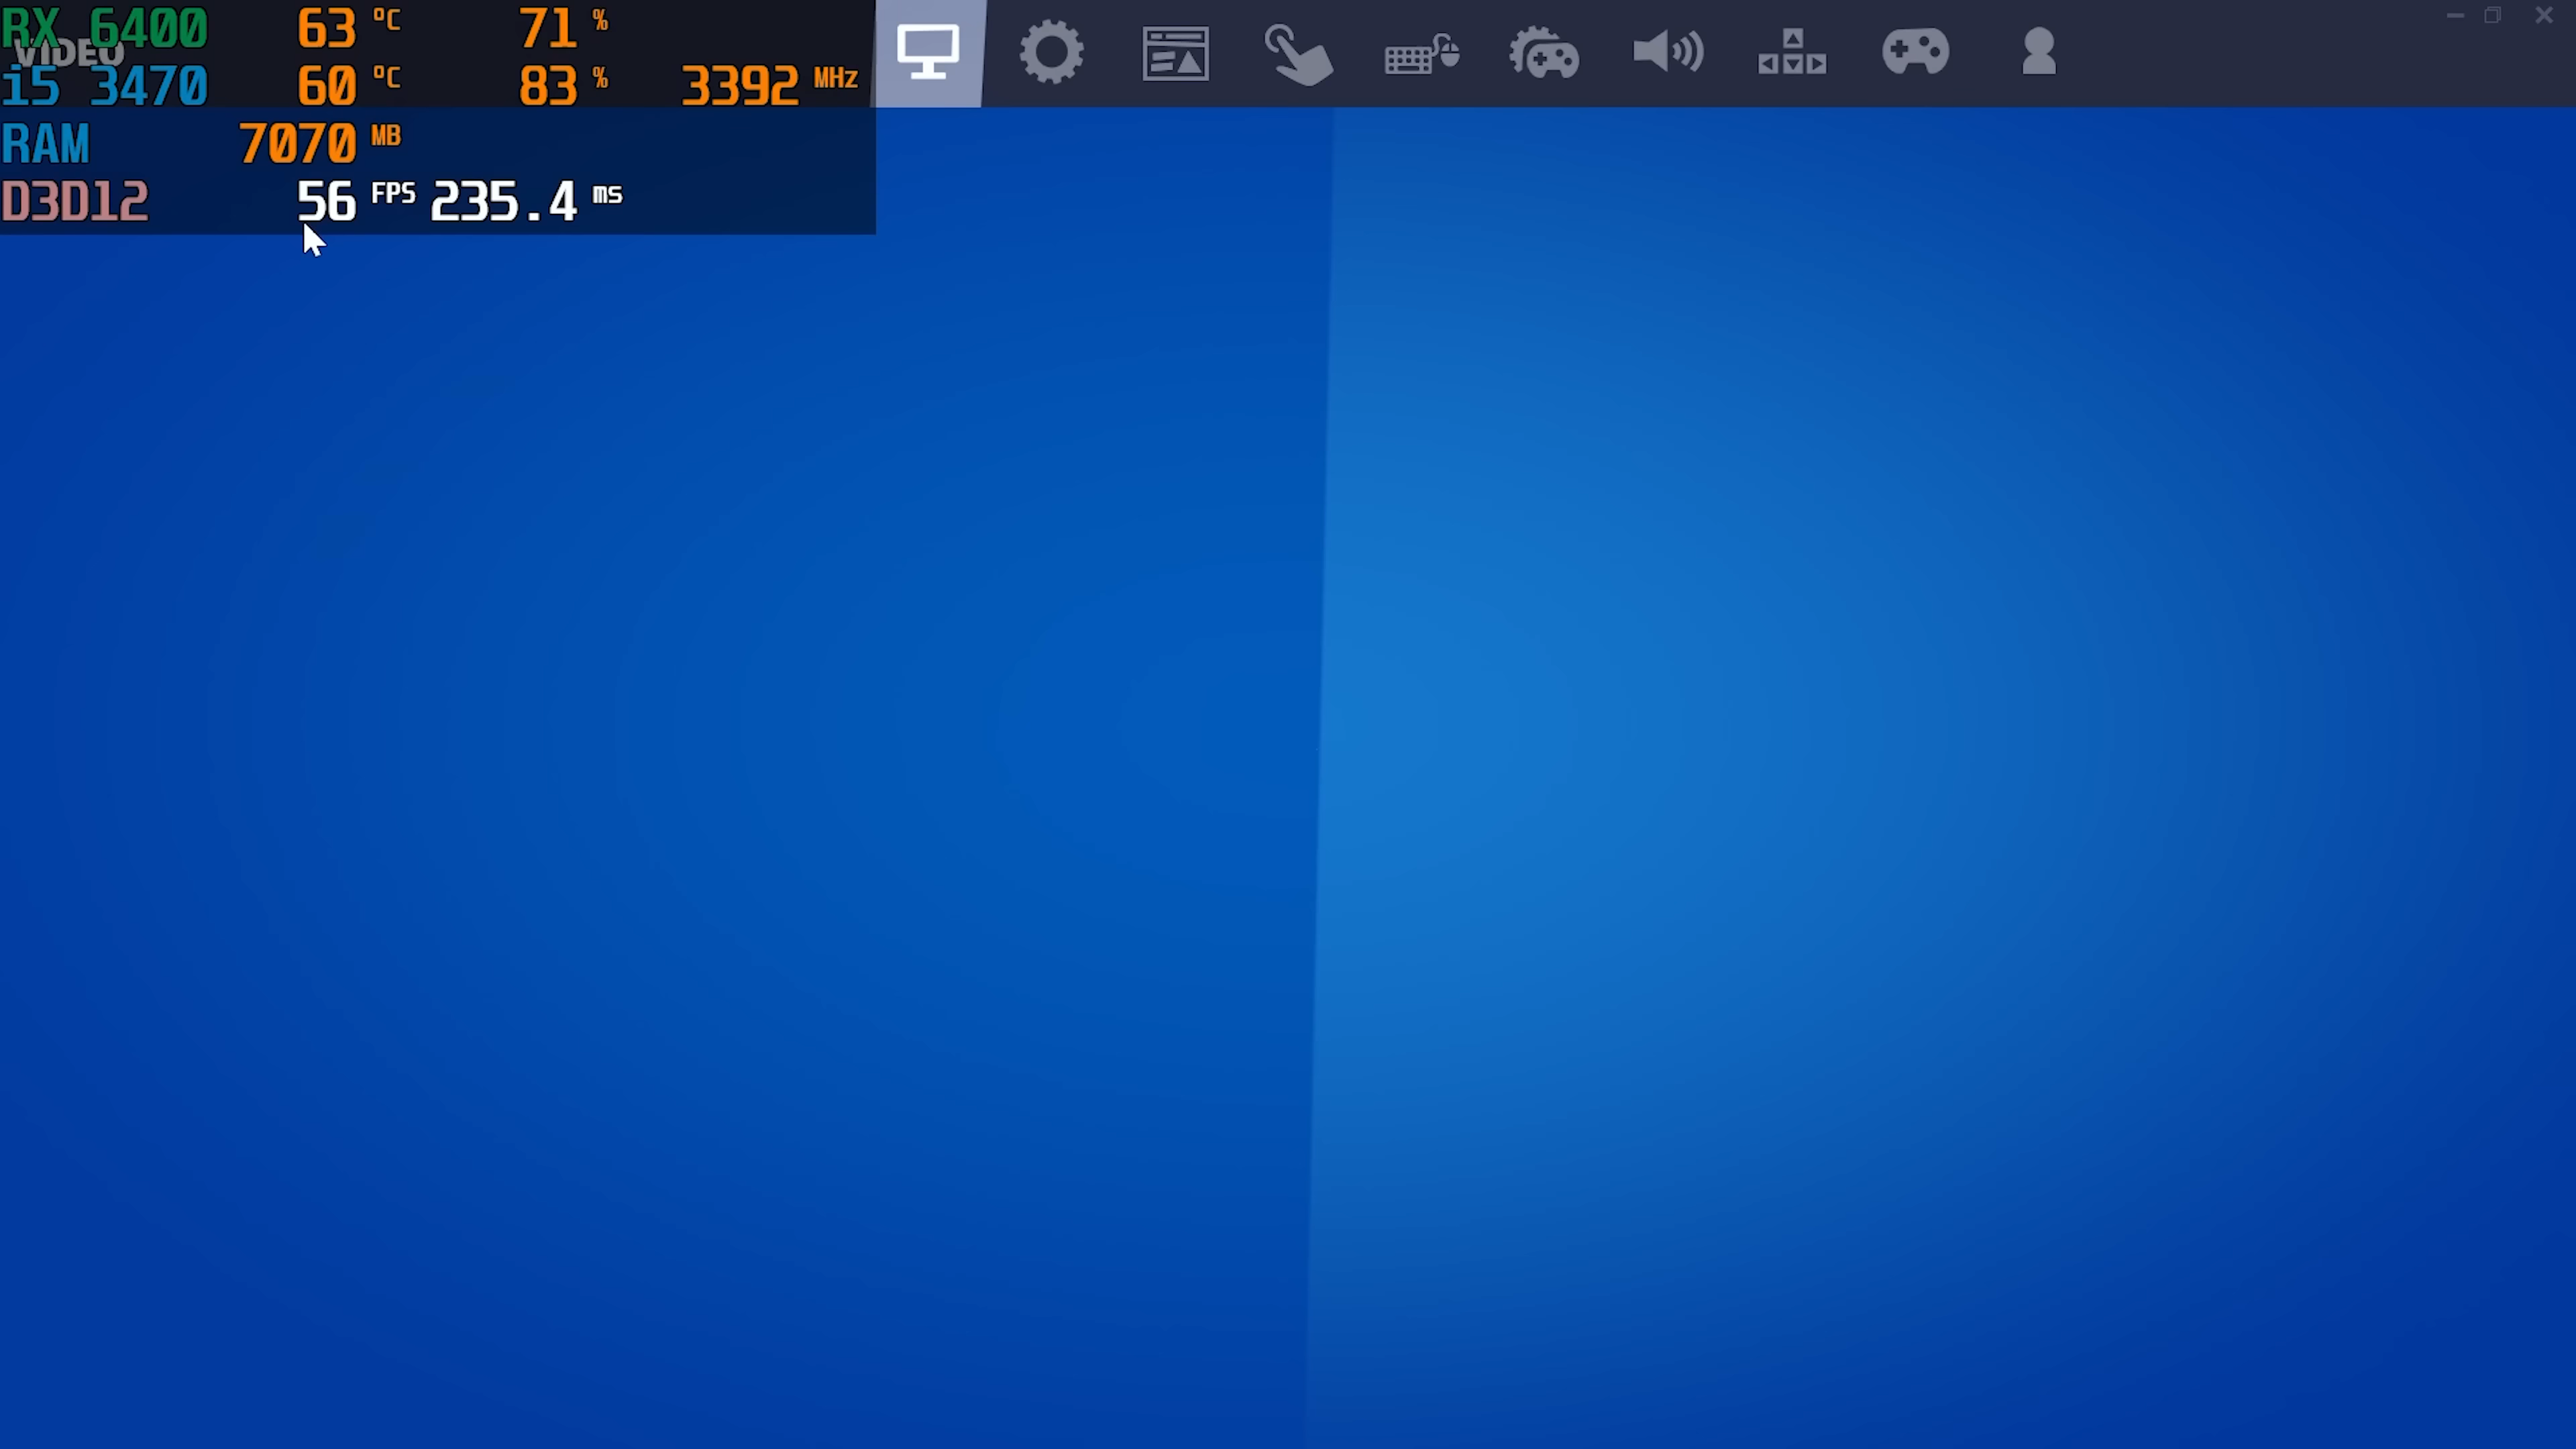 RX 6400 63 °C 71 %
VIDEO
i5 3470 60 °C 83 % 3392 MHz
RAM 7070 MB
D3D12 56 FPS 235.4 ms